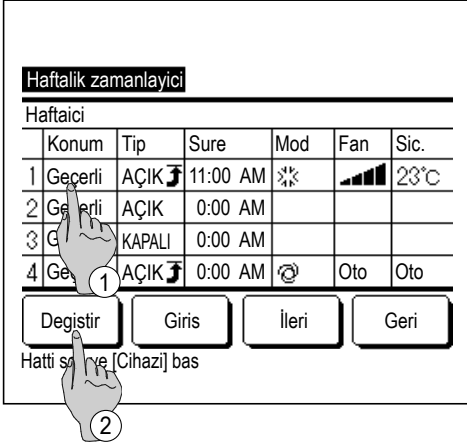 Haftalik zamanlayici
Haftaici
Konum Tip Sure Mod Fan Sic.
1 Geçerli AÇIK 11:00 AM 23°C
2 Geçerli AÇIK 0:00 AM
3 G KAPALI 0:00 AM
4 Ge AÇIK 0:00 AM Oto Oto
1
Degistir Giris İleri Geri
Hatti ve [Cihazi] bas
2